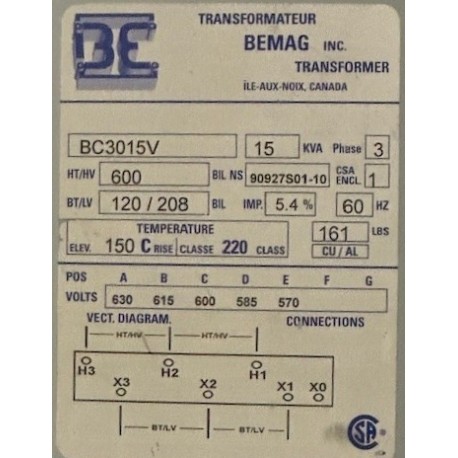 BE
TRANSFORMATEUR
BEMAG INC.
TRANSFORMER
ÎLE-AUX-NOIX, CANADA
BC3015V 15 KVA Phase 3
HT/HV 600 BIL NS 90927S01-10 CSA ENCL. 1
BT/LV 120 / 208 BIL IMP. 5.4 % 60 HZ
TEMPERATURE
ELEV. 150 C RISE CLASSE 220 CLASS
161 LBS
CU / AL
POS A B C D E F G
VOLTS 630 615 600 585 570
VECT. DIAGRAM. CONNECTIONS
HT/HV HT/HV
H3 H2 H1
X3 X2 X1 X0
BT/LV BT/LV
SA